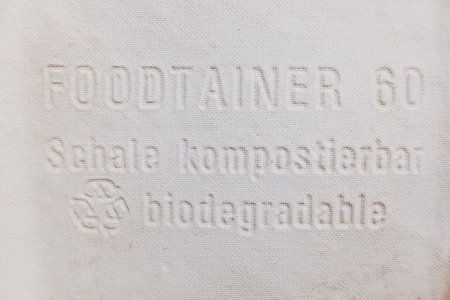 FOODTAINER 60
Schale kompostierbar
biodegradable